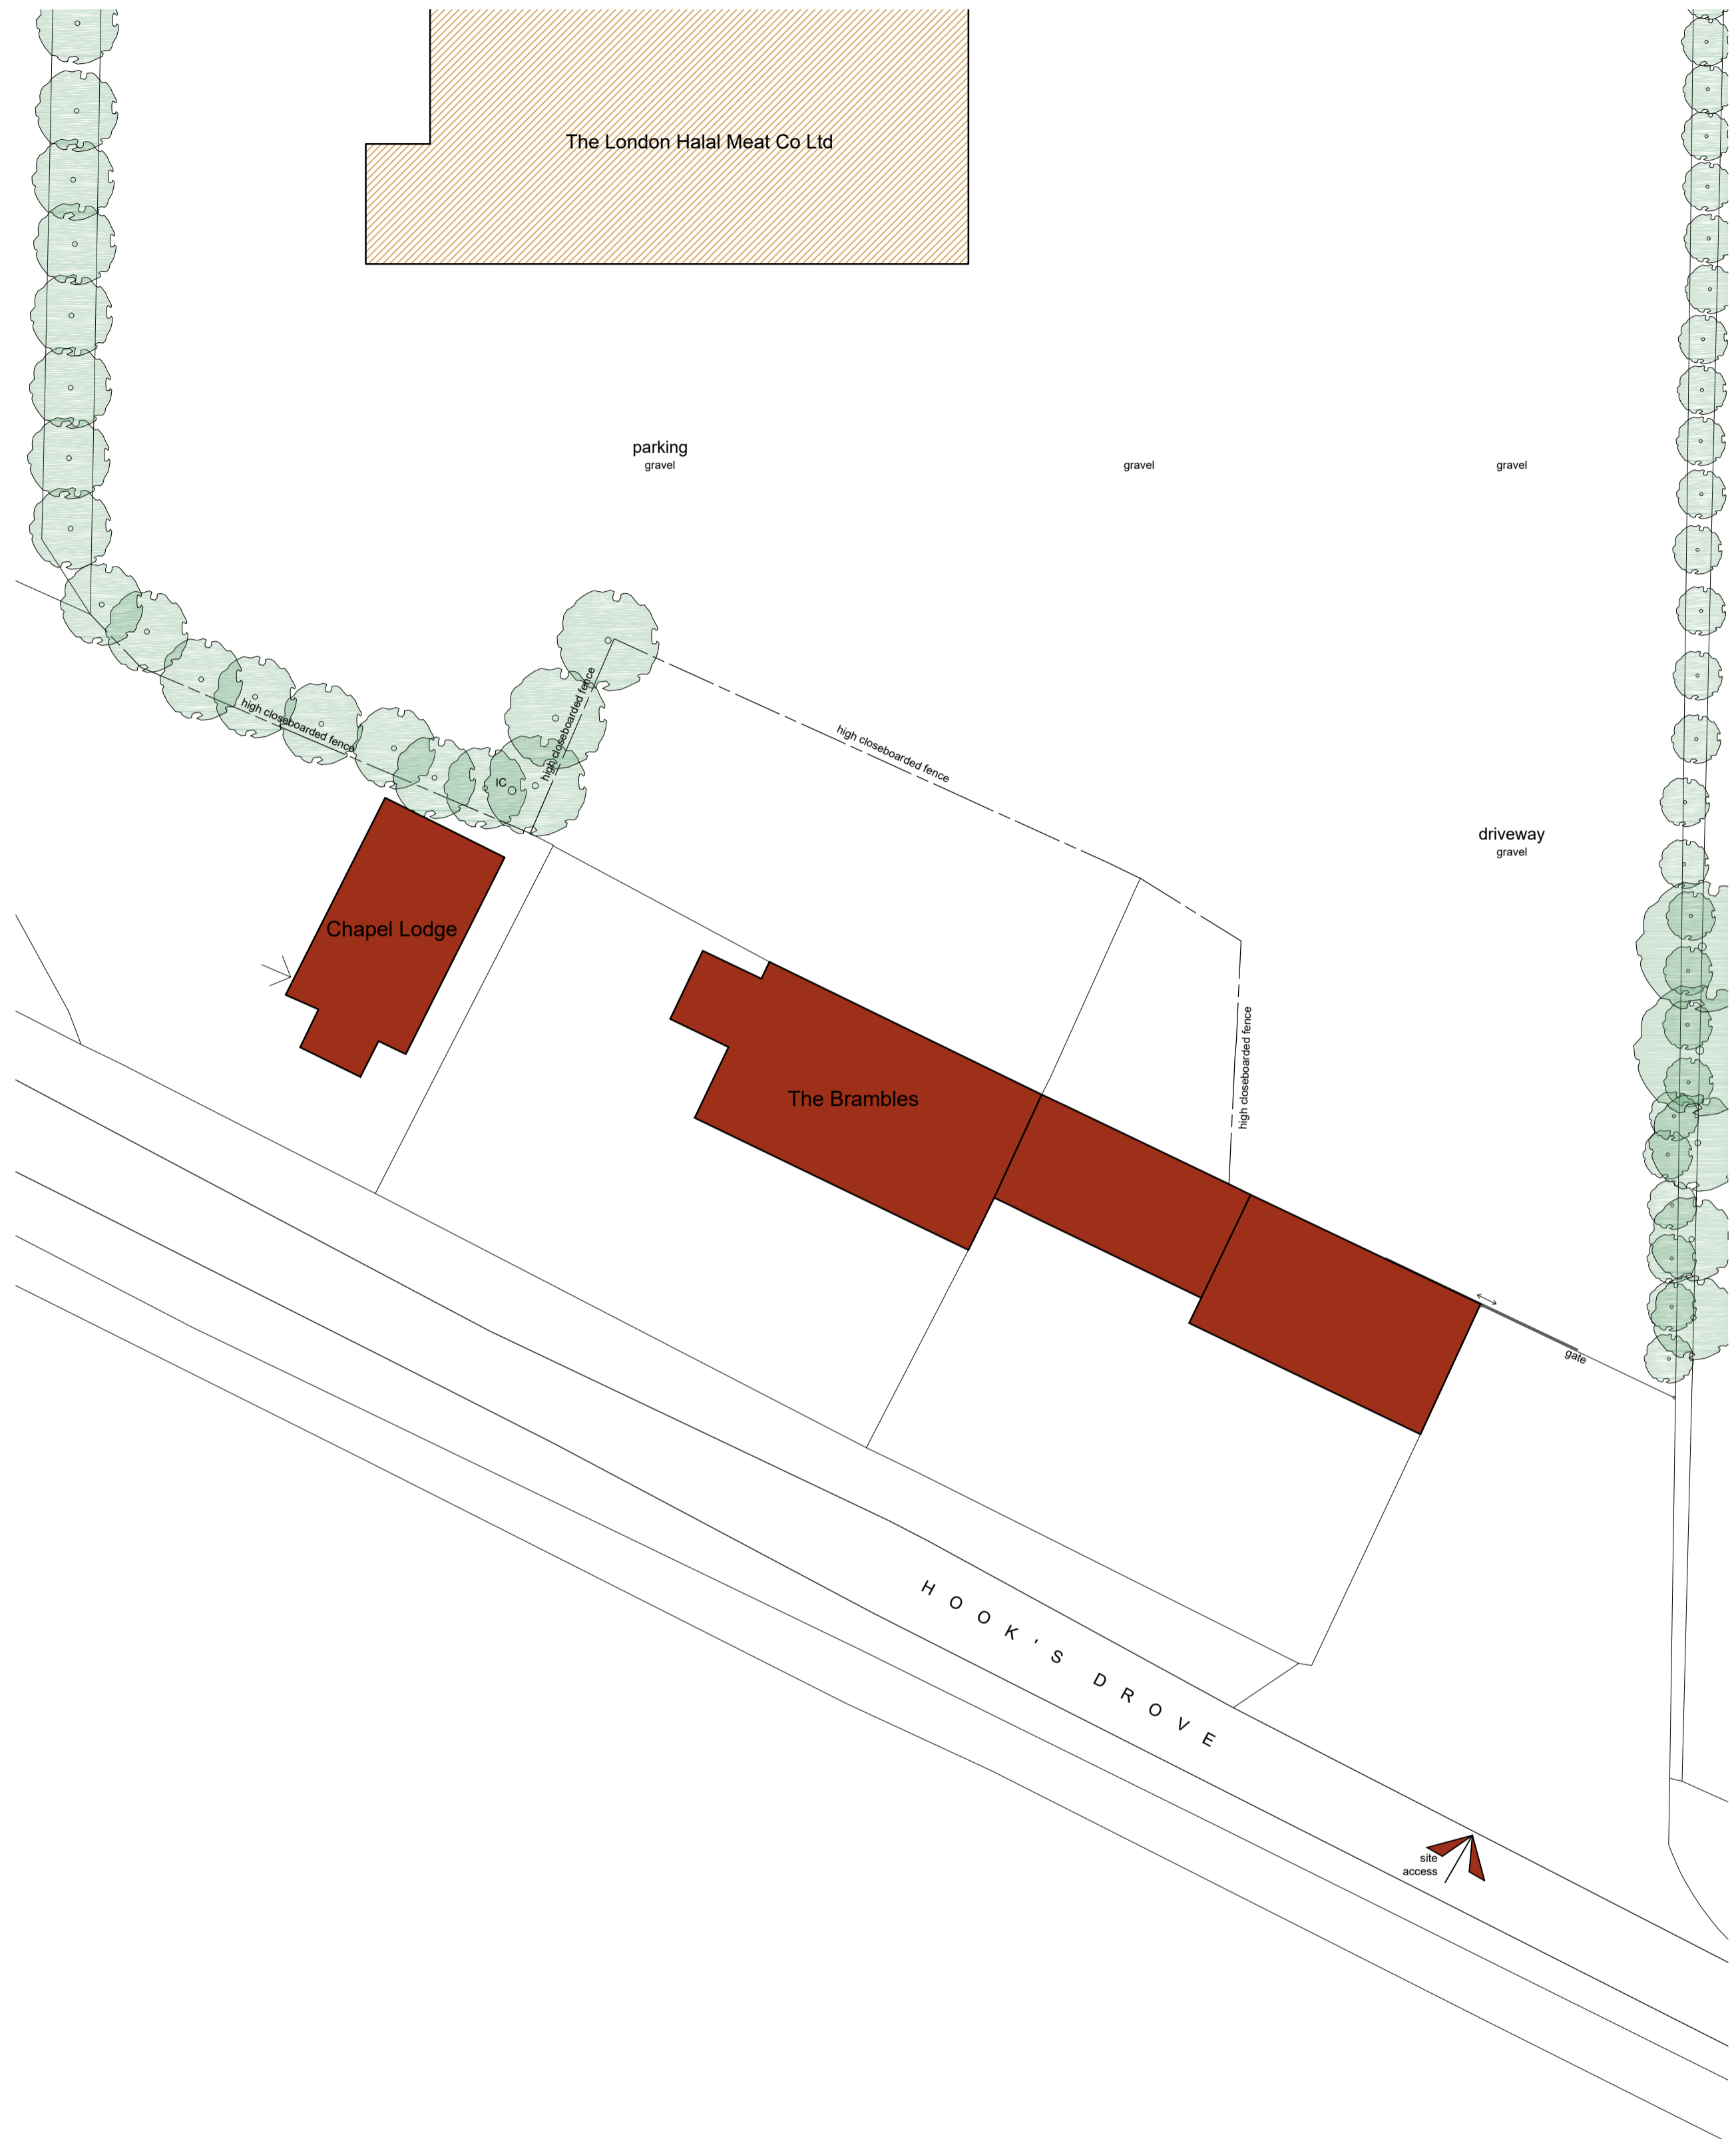 The London Halal Meat Co Ltd
parking
gravel
gravel
gravel
high closeboarded fence
high closeboarded fence
IC
high closeboarded fence
driveway
gravel
Chapel Lodge
high closeboarded fence
The Brambles
gate
HOOK'S DROVE
site
access